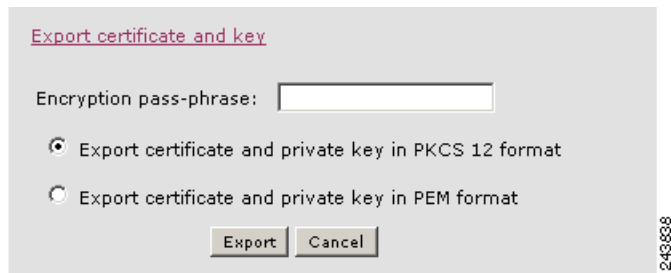 Export certificate and key
Encryption pass-phrase:
Export certificate and private key in PKCS 12 format
Export certificate and private key in PEM format
Export Cancel
243838